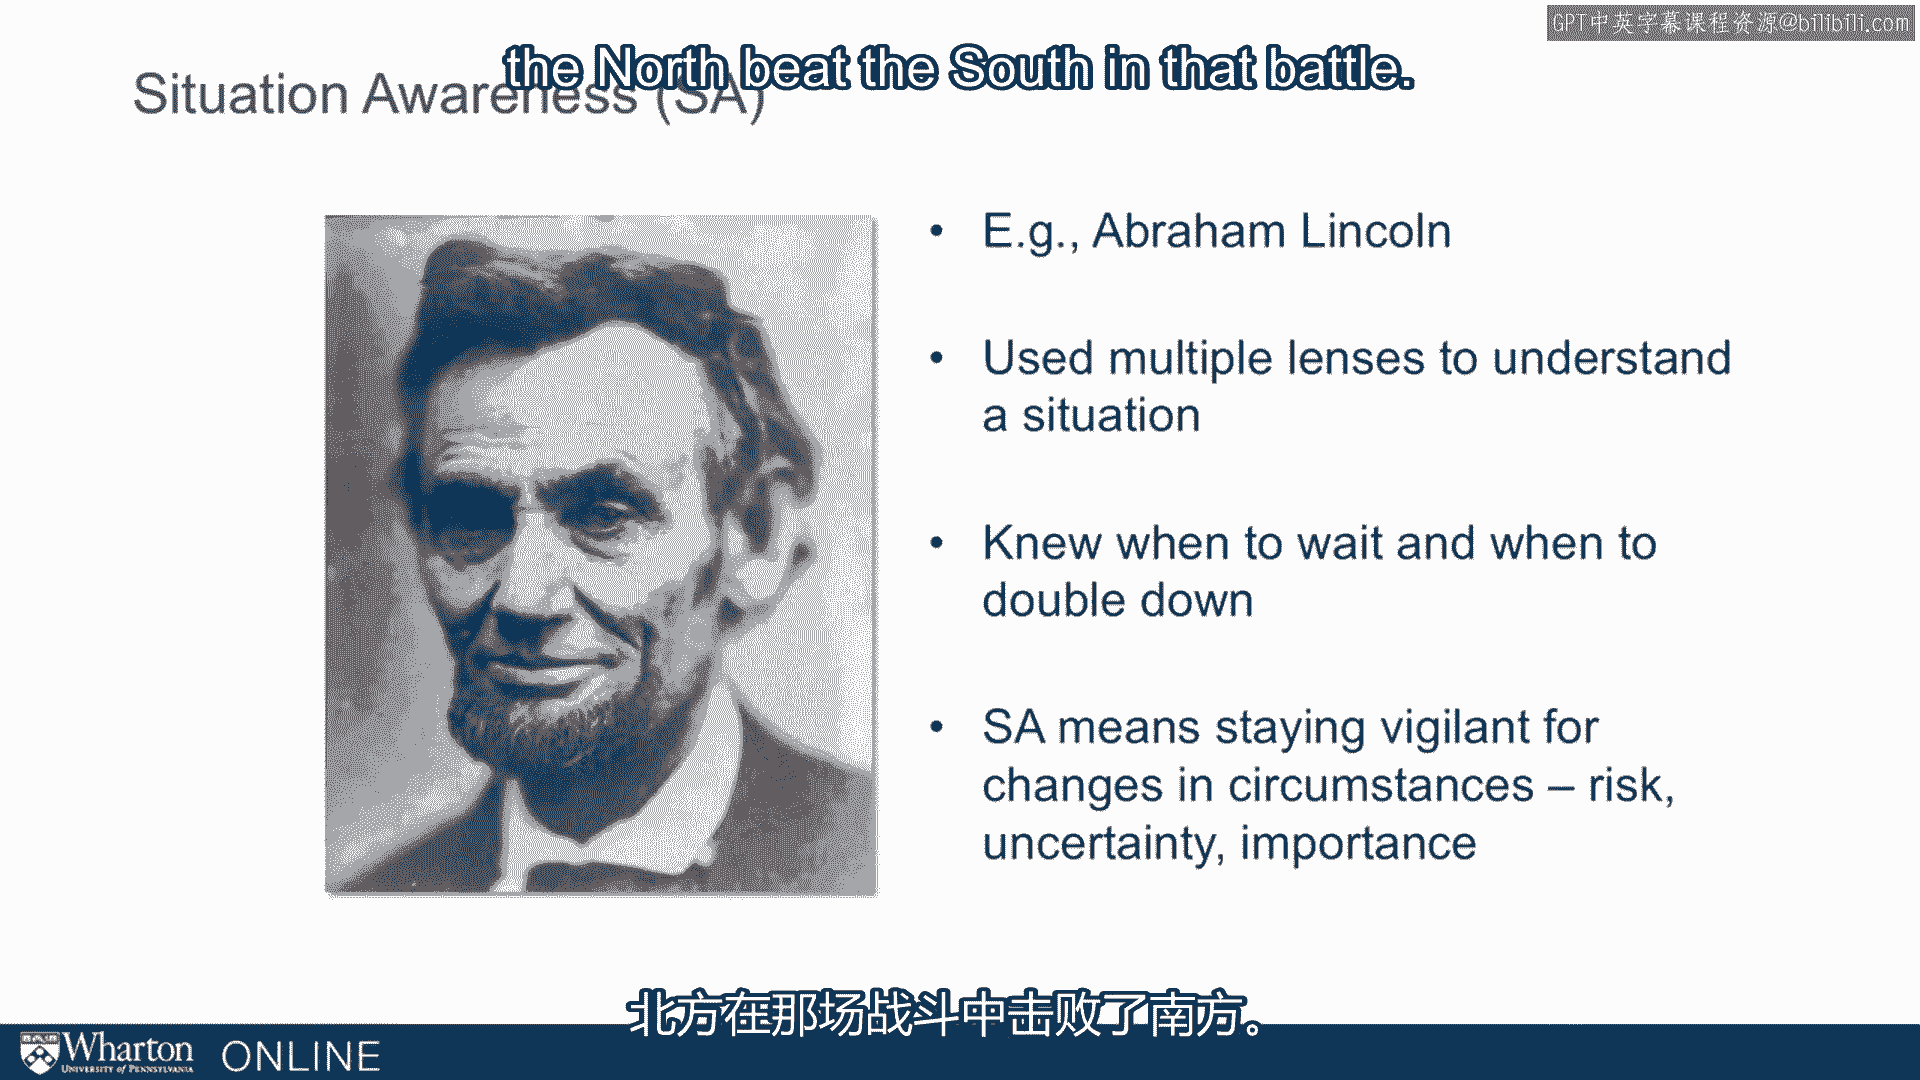 GPT中英字幕课程资源@bilibili.com
the North beat the South in that battle.
Situation Awareness (SA)
• E.g., Abraham Lincoln
• Used multiple lenses to understand
a situation
• Knew when to wait and when to
double down
• SA means staying vigilant for
changes in circumstances – risk,
uncertainty, importance
北方在那场战斗中击败了南方。
Wharton
UNIVERSITY of PENNSYLVANIA
ONLINE